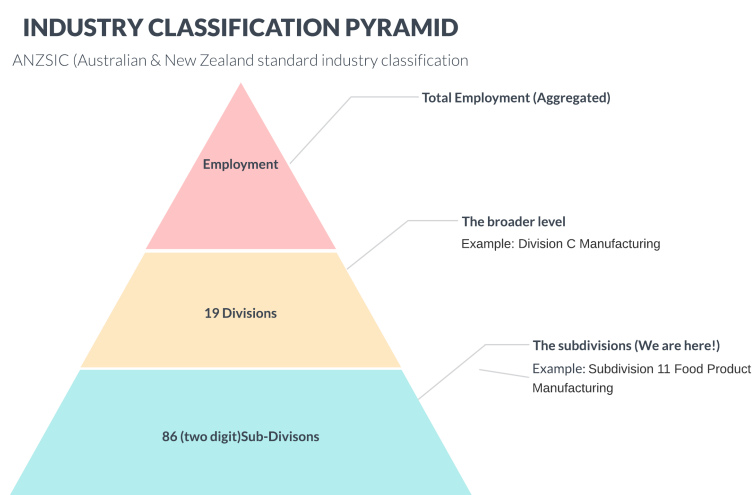 INDUSTRY CLASSIFICATION PYRAMID
ANZSIC (Australian & New Zealand standard industry classification
Total Employment (Aggregated)
Employment
The broader level
Example: Division C Manufacturing
19 Divisions
The subdivisions (We are here!)
Example: Subdivision 11 Food Product
Manufacturing
86 (two digit)Sub-Divisons